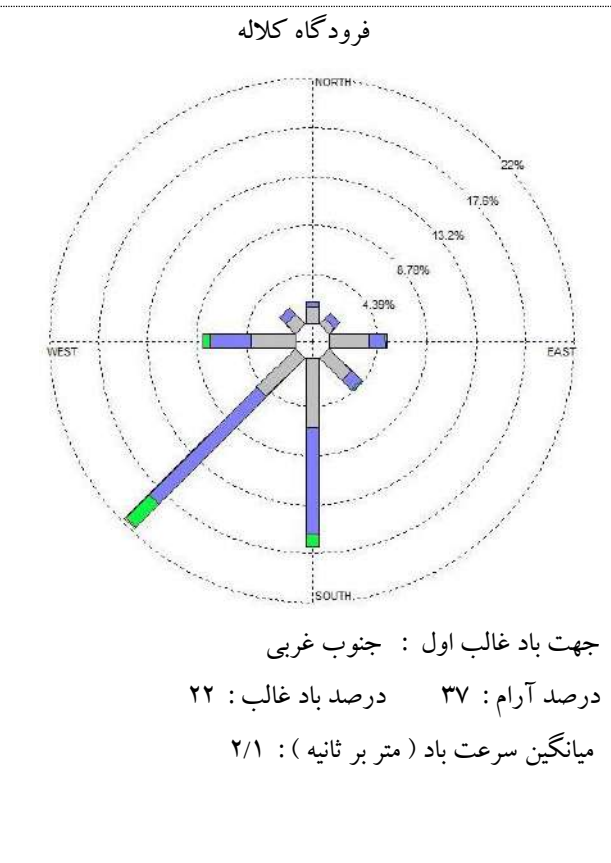 فرودگاه کلاله
NORTH
22%
17.6%
13.2%
8.78%
4.39%
WEST
EAST
SOUTH
جهت باد غالب اول : جنوب غربی
درصد آرام : ۳۷ درصد باد غالب : ۲۲
میانگین سرعت باد ( متر بر ثانیه ) : ۲/۱